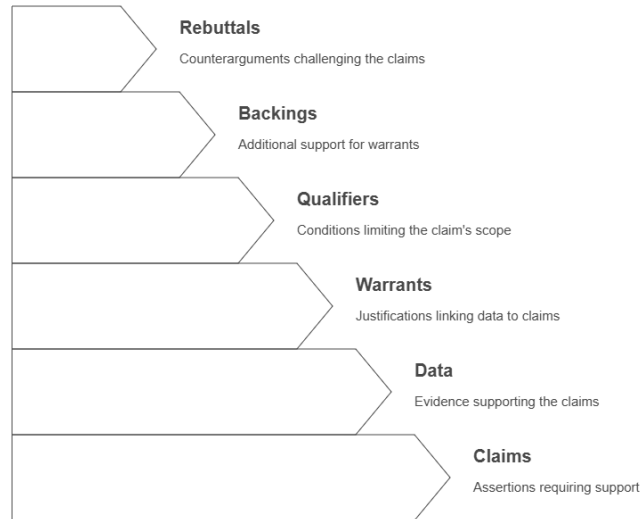 Rebuttals
Counterarguments challenging the claims
Backings
Additional support for warrants
Qualifiers
Conditions limiting the claim's scope
Warrants
Justifications linking data to claims
Data
Evidence supporting the claims
Claims
Assertions requiring support